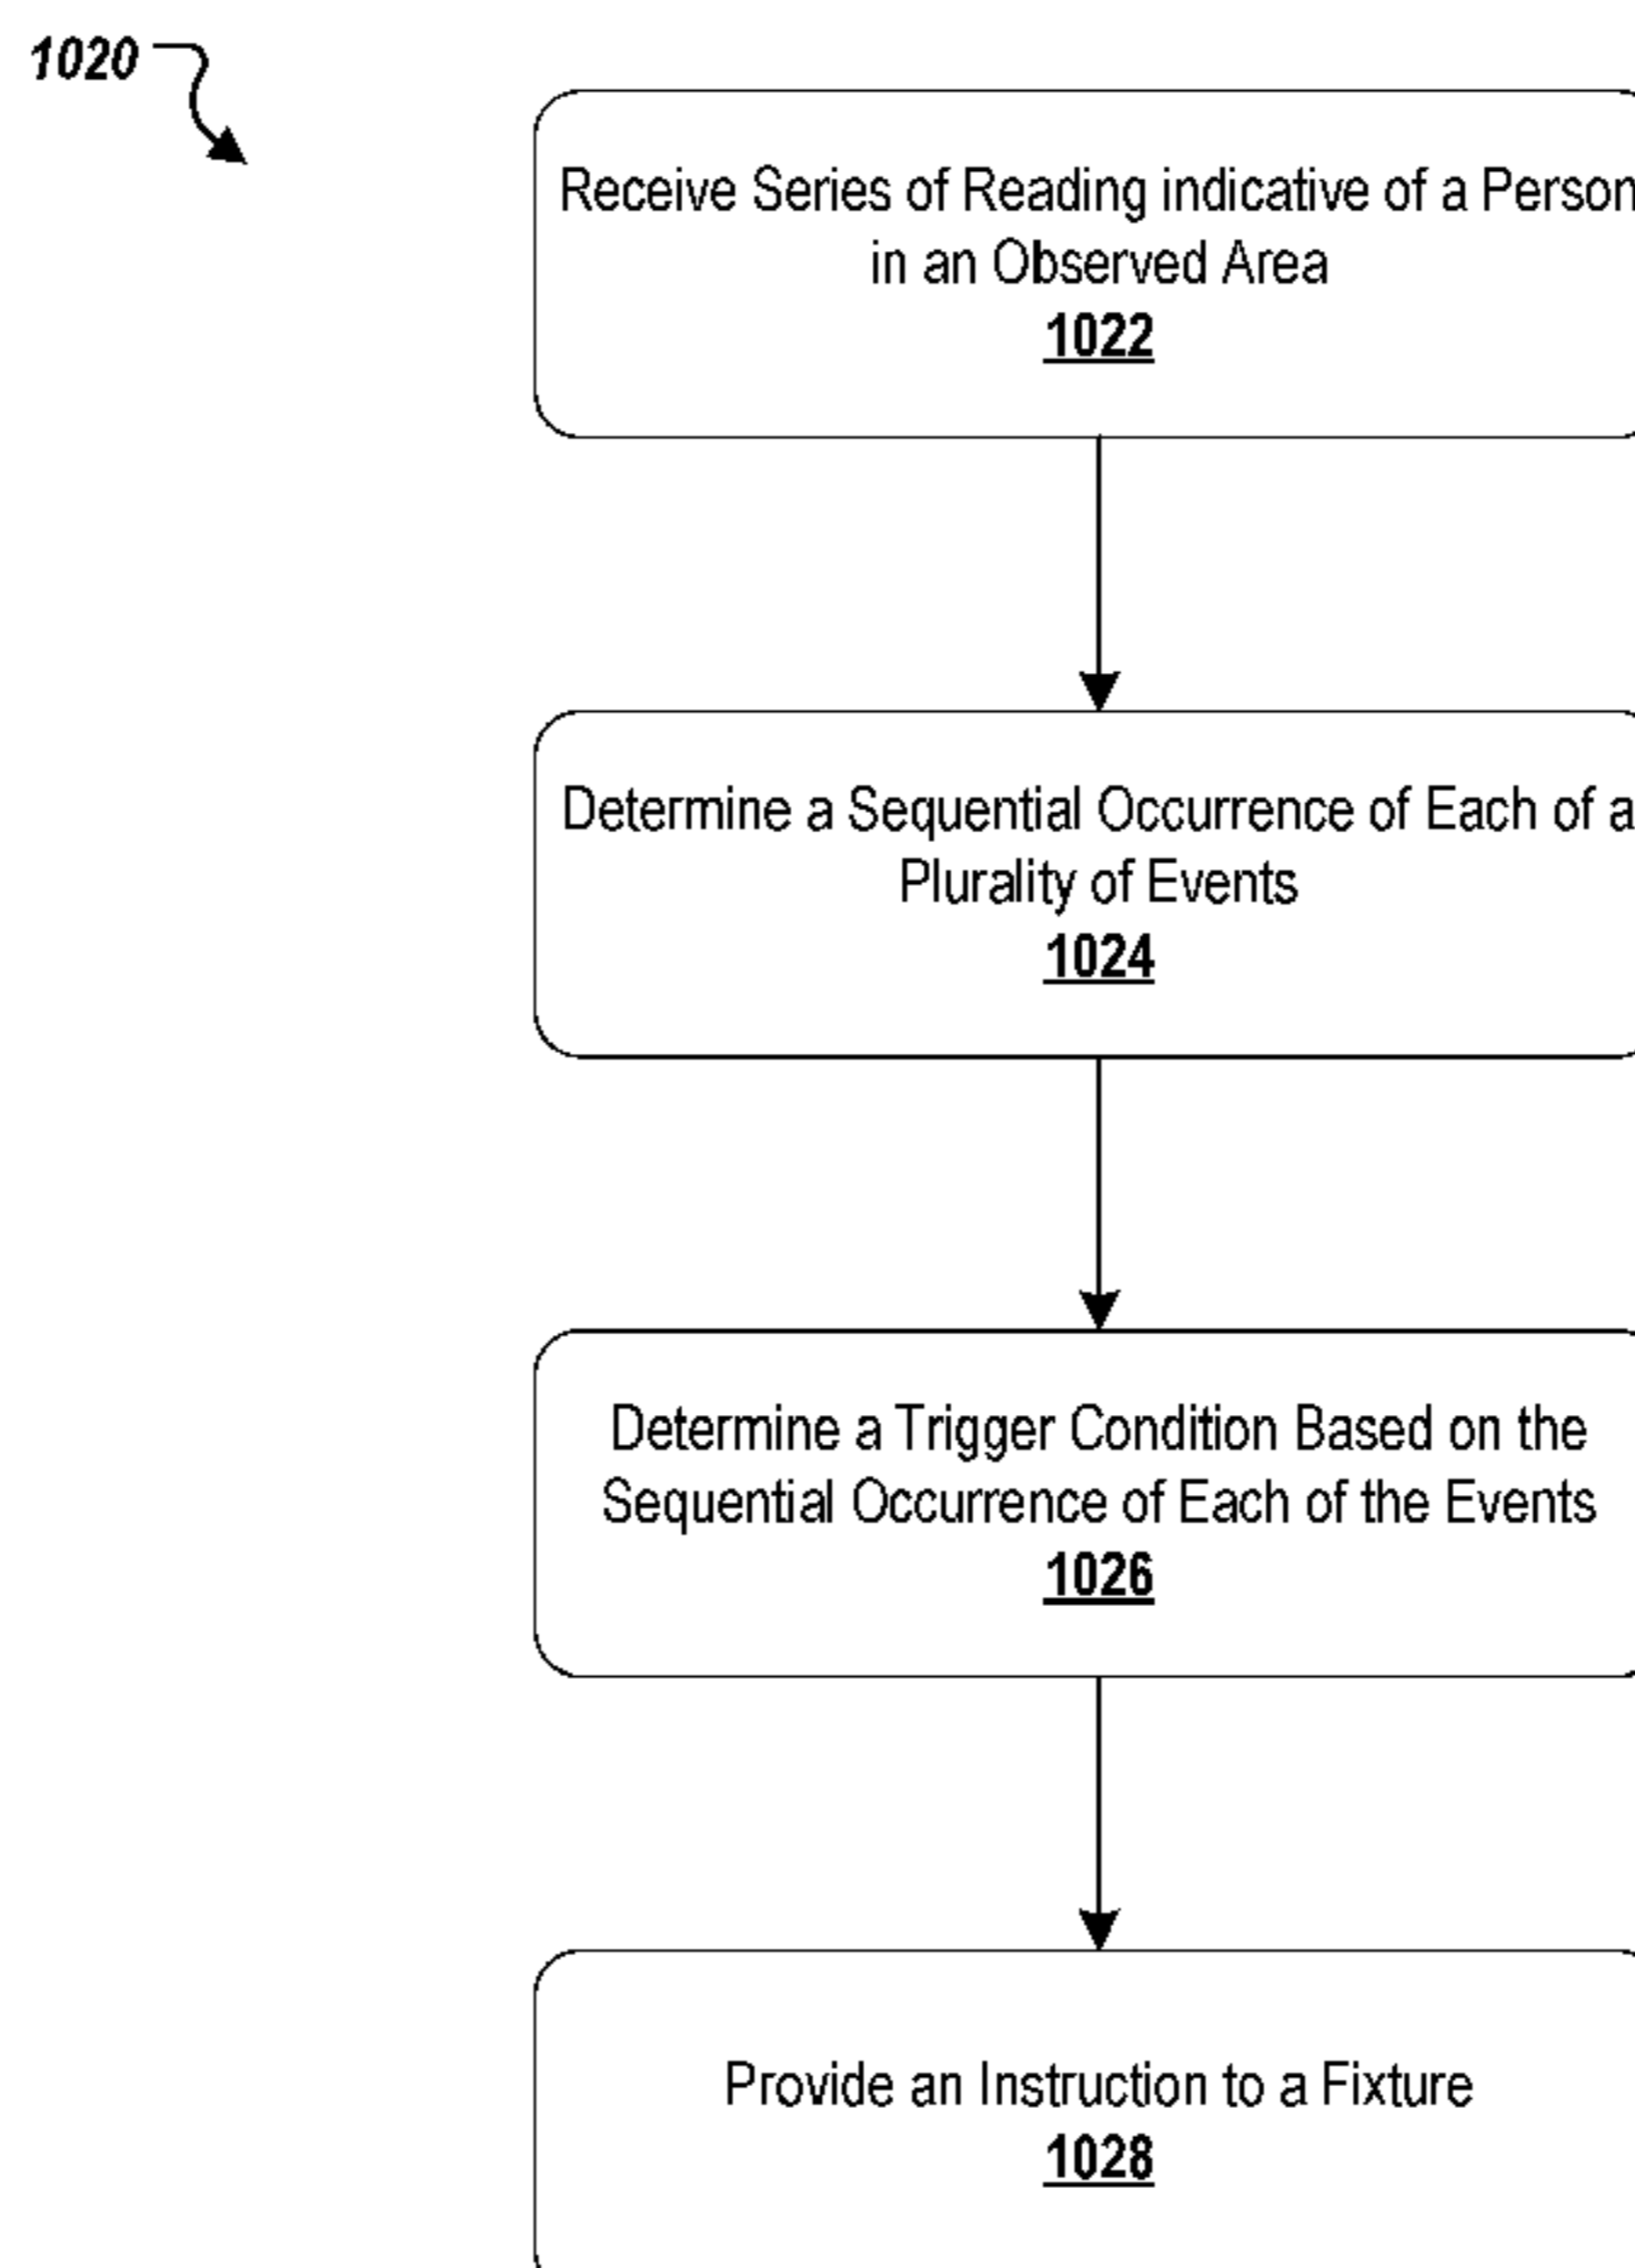 1020
Receive Series of Reading indicative of a Person
in an Observed Area
1022
Determine a Sequential Occurrence of Each of a
Plurality of Events
1024
Determine a Trigger Condition Based on the
Sequential Occurrence of Each of the Events
1026
Provide an Instruction to a Fixture
1028